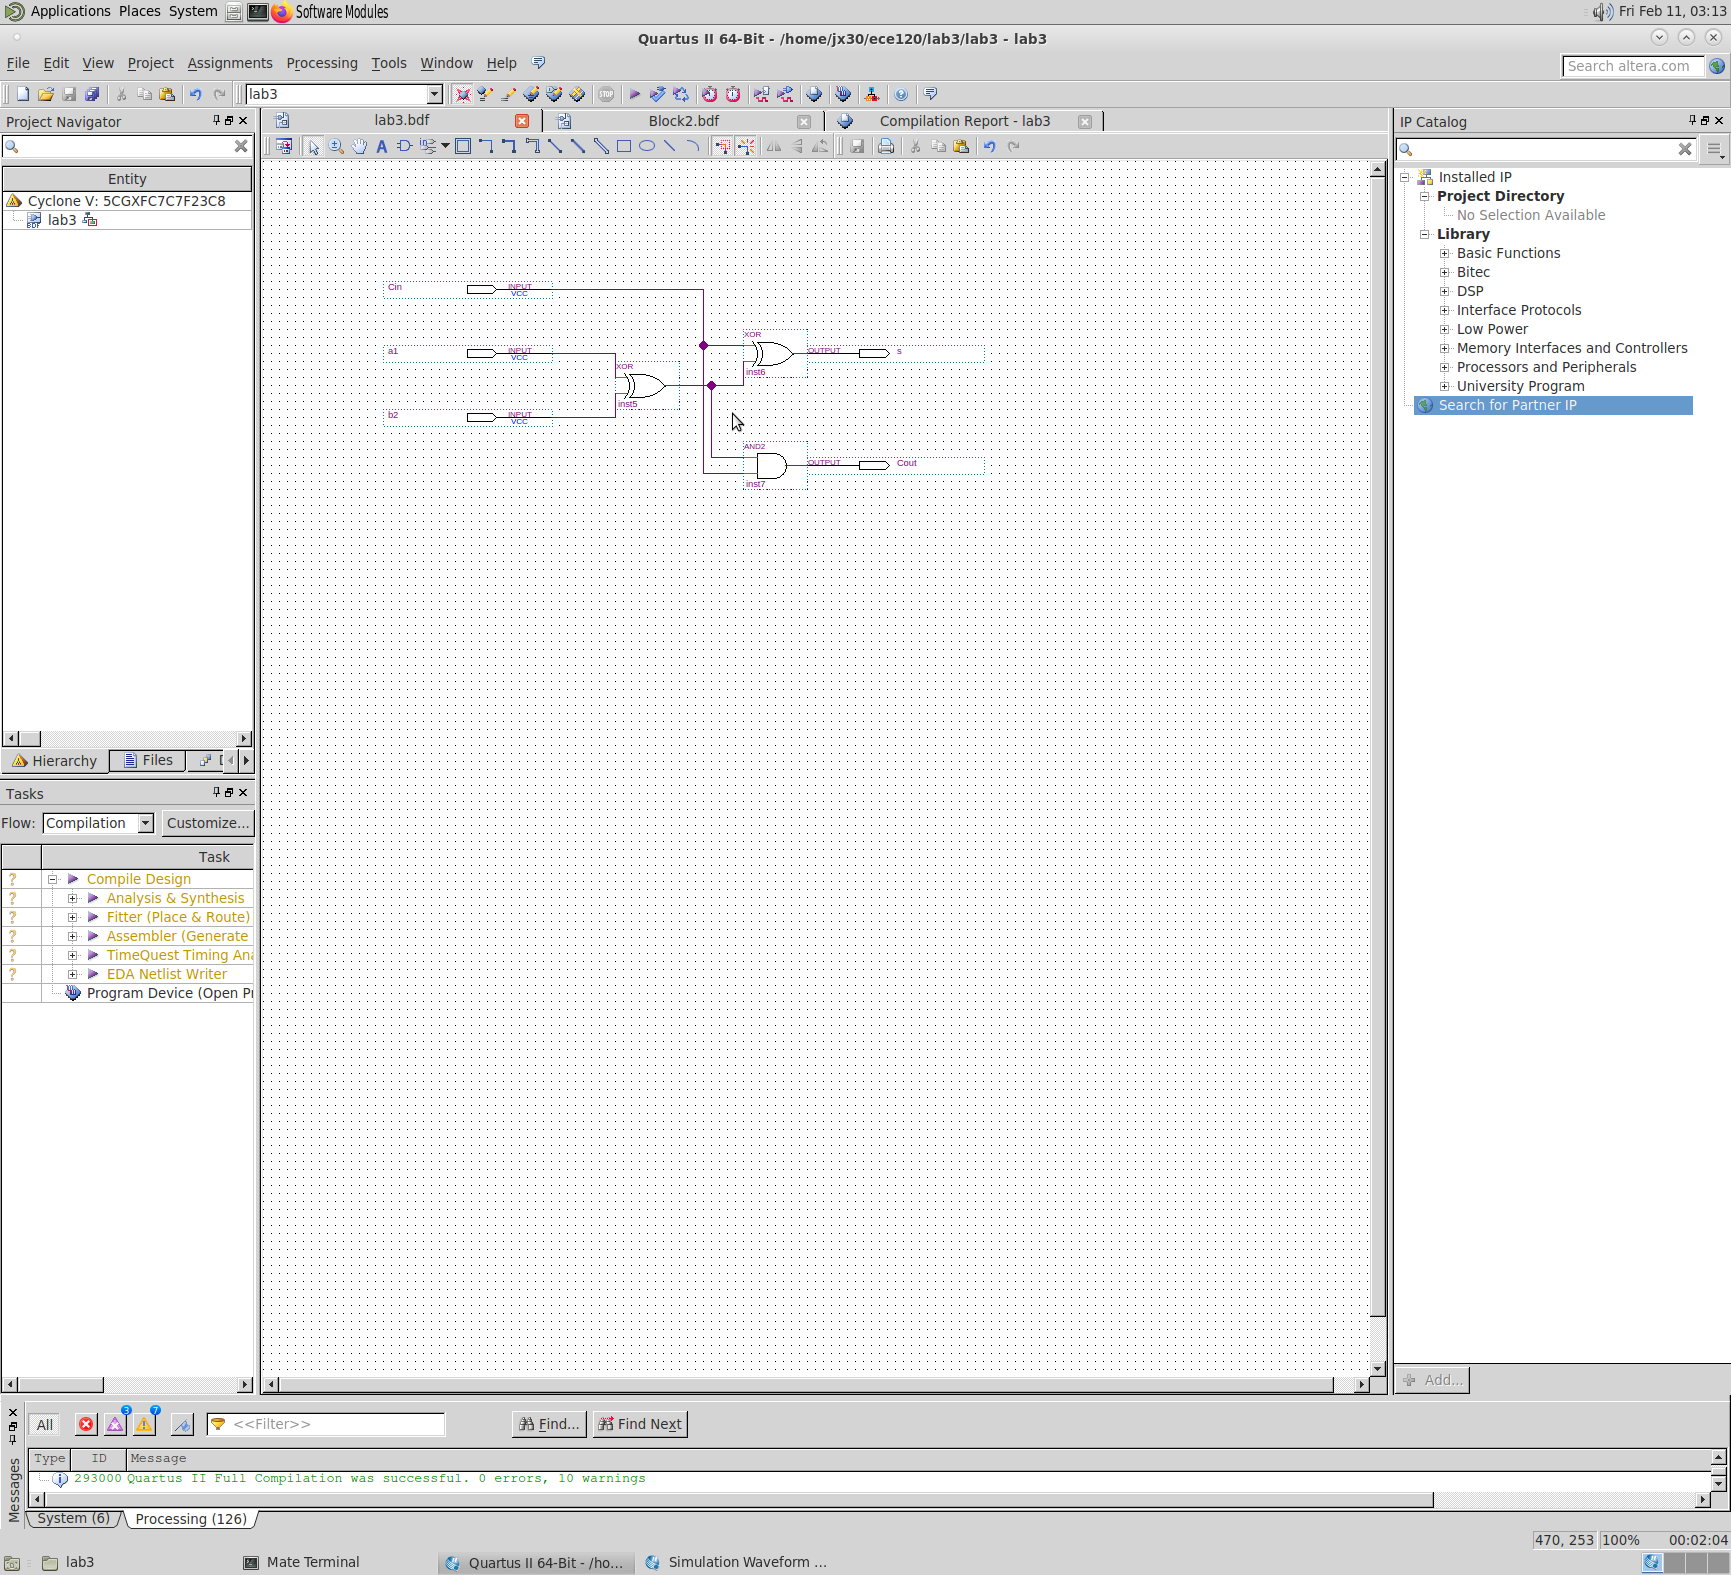 Applications Places System Software Modules Fri Feb 11, 03:13
Quartus II 64-Bit - /home/jx30/ece120/lab3/lab3 - lab3
File Edit View Project Assignments Processing Tools Window Help Search altera.com
lab3
Project Navigator
Entity
Cyclone V: 5CGXFC7C7F23C8
lab3
Hierarchy Files
Tasks
Flow: Compilation Customize...
Task
Compile Design
Analysis & Synthesis
Fitter (Place & Route)
Assembler (Generate
TimeQuest Timing Ana
EDA Netlist Writer
Program Device (Open Pr
lab3.bdf Block2.bdf Compilation Report - lab3
Cin INPUT VCC
XOR
a1 INPUT VCC
OUTPUT s
XOR
inst6
inst5
b2 INPUT VCC
AND2
OUTPUT Cout
inst7
IP Catalog
Installed IP
Project Directory
No Selection Available
Library
Basic Functions
Bitec
DSP
Interface Protocols
Low Power
Memory Interfaces and Controllers
Processors and Peripherals
University Program
Search for Partner IP
Add...
Messages
All 3 7 <<Filter>> Find... Find Next
Type ID Message
293000 Quartus II Full Compilation was successful. 0 errors, 10 warnings
System (6) Processing (126)
470, 253 100% 00:02:04
lab3 Mate Terminal Quartus II 64-Bit - /ho... Simulation Waveform ...